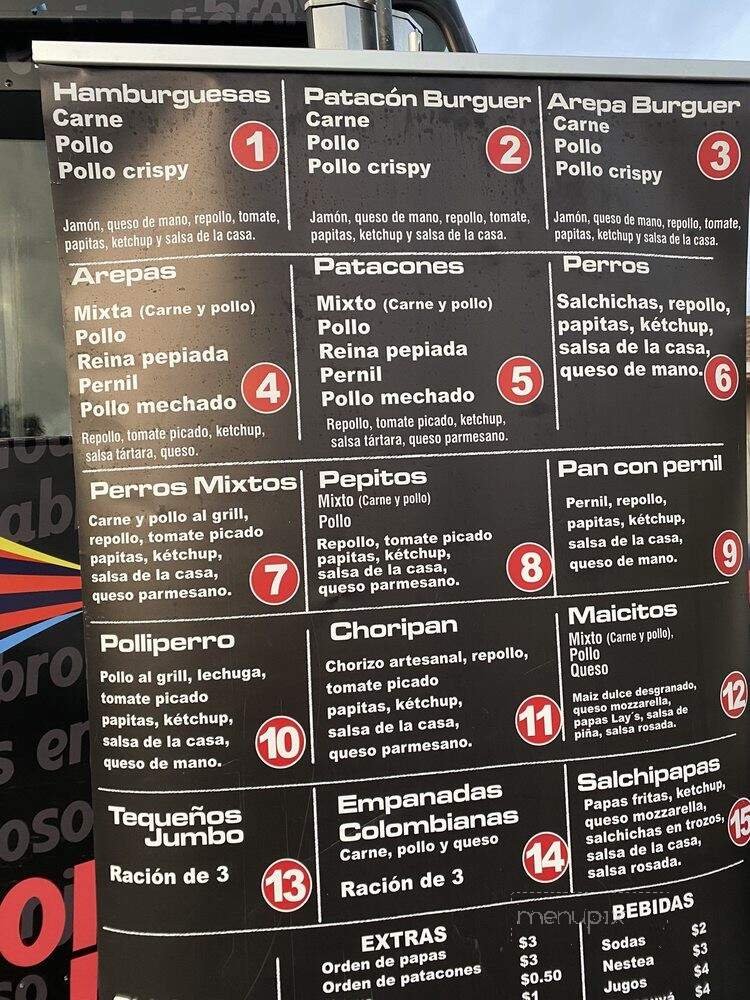 Hamburguesas
Carne
Pollo
Pollo crispy
1
Jamón, queso de mano, repollo, tomate,
papitas, ketchup y salsa de la casa.
Patacón Burguer
Carne
Pollo
Pollo crispy
2
Jamón, queso de mano, repollo, tomate,
papitas, ketchup y salsa de la casa.
Arepa Burguer
Carne
Pollo
Pollo crispy
3
Jamón, queso de mano, repollo, tomate,
papitas, ketchup y salsa de la casa.
Arepas
Mixta (Carne y pollo)
Pollo
Reina pepiada
Pernil
Pollo mechado
4
Repollo, tomate picado, ketchup,
salsa tártara, queso.
Patacones
Mixto (Carne y pollo)
Pollo
Reina pepiada
Pernil
Pollo mechado
5
Repollo, tomate picado, ketchup,
salsa tártara, queso parmesano.
Perros
Salchichas, repollo,
papitas, kétchup,
salsa de la casa,
queso de mano.
6
Perros Mixtos
Carne y pollo al grill,
repollo, tomate picado
papitas, kétchup,
salsa de la casa,
queso parmesano.
7
Pepitos
Mixto (Carne y pollo)
Pollo
Repollo, tomate picado
papitas, kétchup,
salsa de la casa,
queso parmesano.
8
Pan con pernil
Pernil, repollo,
papitas, kétchup,
salsa de la casa,
queso de mano.
9
Polliperro
Pollo al grill, lechuga,
tomate picado
papitas, kétchup,
salsa de la casa,
queso de mano.
10
Choripan
Chorizo artesanal, repollo,
tomate picado
papitas, kétchup,
salsa de la casa,
queso parmesano.
11
Maicitos
Mixto (Carne y pollo),
Pollo
Queso
Maiz dulce desgranado,
queso mozzarella,
papas Lay´s, salsa de
piña, salsa rosada.
12
Tequeños
Jumbo
Ración de 3
13
Empanadas
Colombianas
Carne, pollo y queso
Ración de 3
14
Salchipapas
Papas fritas, ketchup,
queso mozzarella,
salchichas en trozos,
salsa de la casa,
salsa rosada.
15
menupix
EXTRAS
Orden de papas $3
Orden de patacones $3
$0.50
$1
BEBIDAS
Sodas $2
Nestea $3
Jugos $4
$4